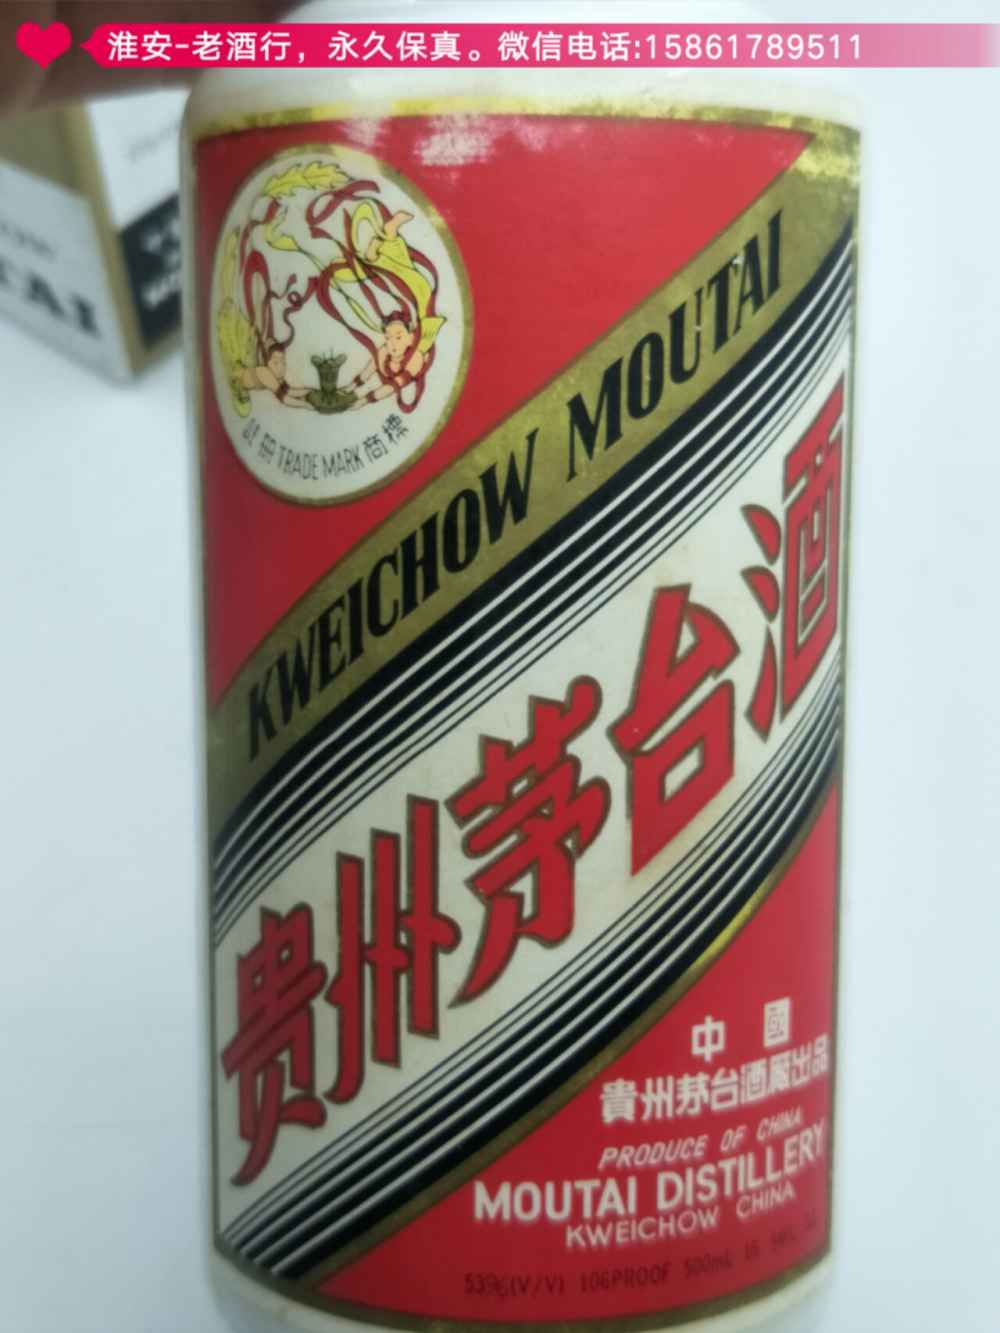 淮安-老酒行，永久保真。微信电话:15861789511
TAI
TRADE MARK 商標
KWEICHOW MOUTAI
贵州茅台酒
中國
貴州茅台酒厰出品
PRODUCE OF CHINA
MOUTAI DISTILLERY
KWEICHOW CHINA
53%(V/V) 106PROOF 500mL